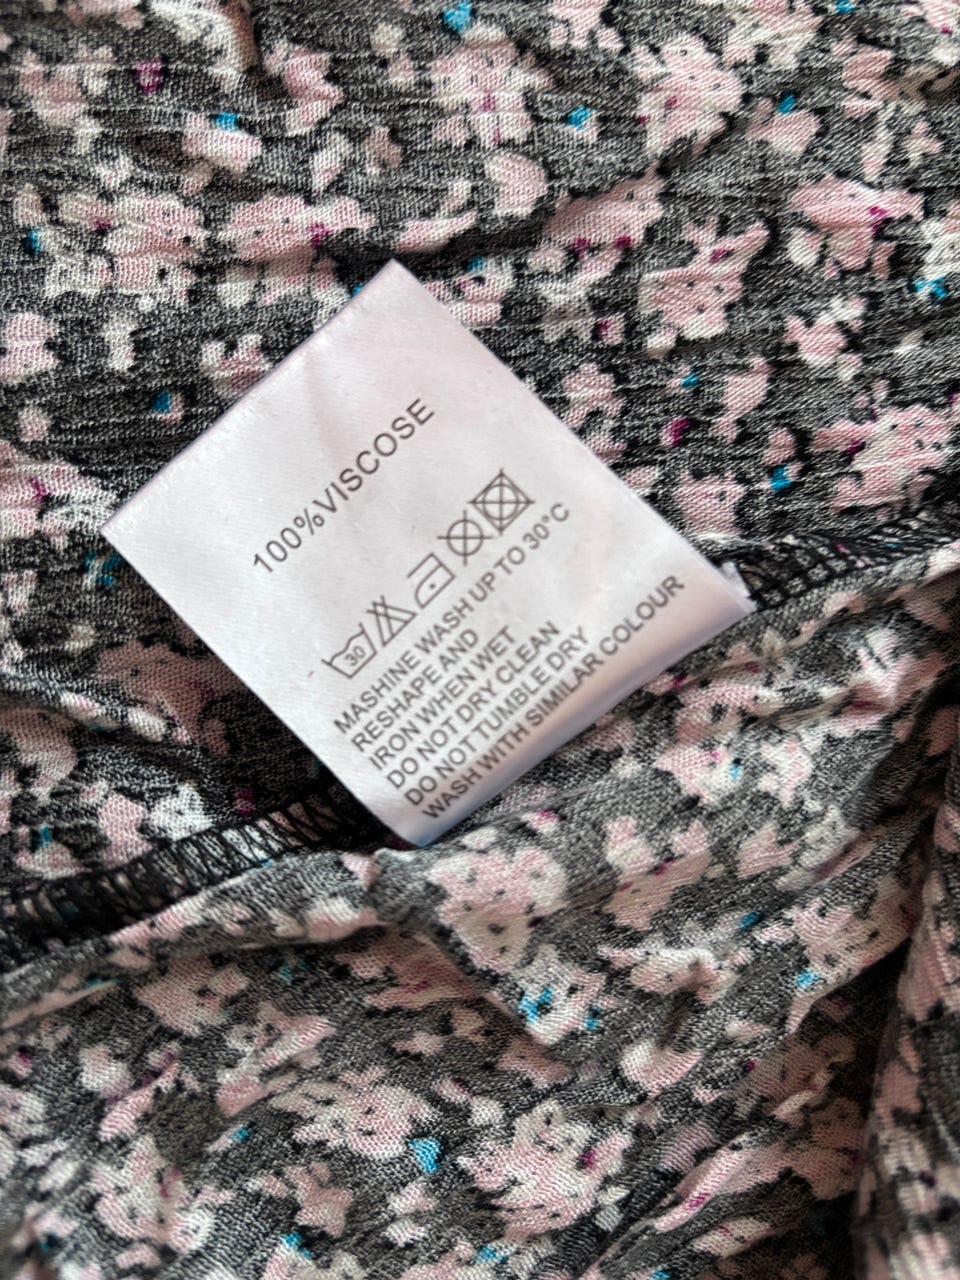 100%VISCOSE
30
MASHINE WASH UP TO 30°C
RESHAPE AND
IRON WHEN WET
DO NOT DRY CLEAN
DO NOT TUMBLE DRY
WASH WITH SIMILAR COLOUR